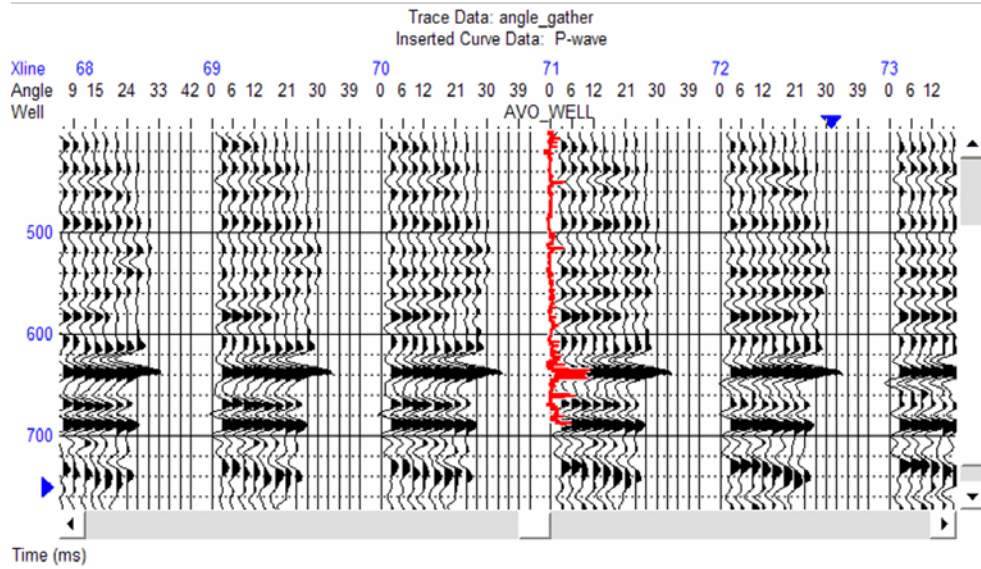 Trace Data: angle_gather
Inserted Curve Data: P-wave
Xline 68 69 70 71 72 73
Angle 9 15 24 33 42 0 6 12 21 30 39 0 6 12 21 30 39 0 6 12 21 30 39 0 6 12 21 30 39 0 6 12
Well AVO_WELL
500
600
700
Time (ms)